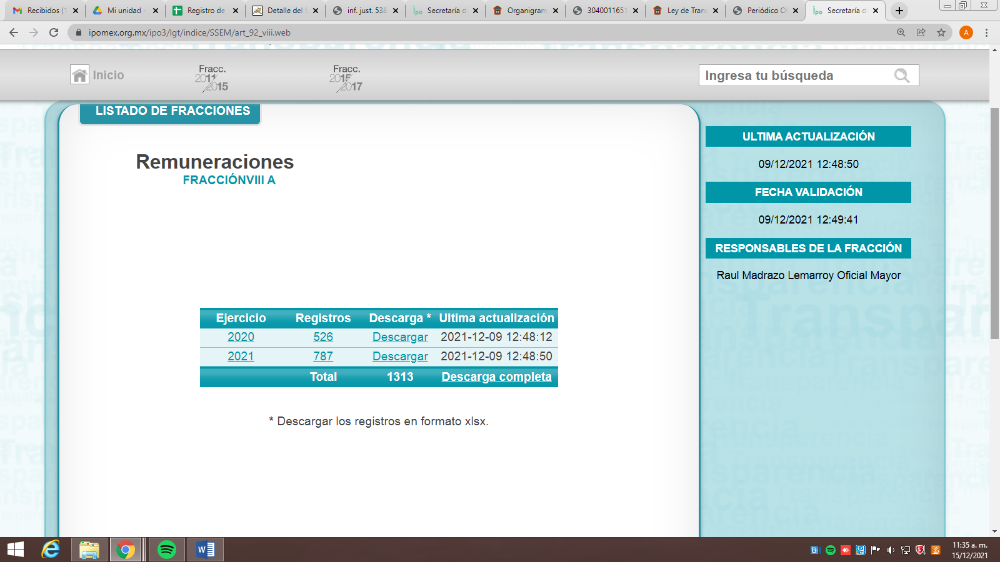 Recibidos (1
Mi unidad -
Registro de
Detalle del S
inf. just. 538
Secretaría d
Organigram
3040011651
Ley de Trans
Periódico O
Secretaría d
ipomex.org.mx/ipo3/lgt/indice/SSEM/art_92_viii.web
A
Inicio
Fracc.
2011/2015
Fracc.
2015/2017
Ingresa tu búsqueda
LISTADO DE FRACCIONES
Remuneraciones
FRACCIÓNVIII A
ULTIMA ACTUALIZACIÓN
09/12/2021 12:48:50
FECHA VALIDACIÓN
09/12/2021 12:49:41
RESPONSABLES DE LA FRACCIÓN
Raul Madrazo Lemarroy Oficial Mayor
Ejercicio Registros Descarga * Ultima actualización
2020 526 Descargar 2021-12-09 12:48:12
2021 787 Descargar 2021-12-09 12:48:50
Total 1313 Descarga completa
* Descargar los registros en formato xlsx.
11:35 a. m.
15/12/2021